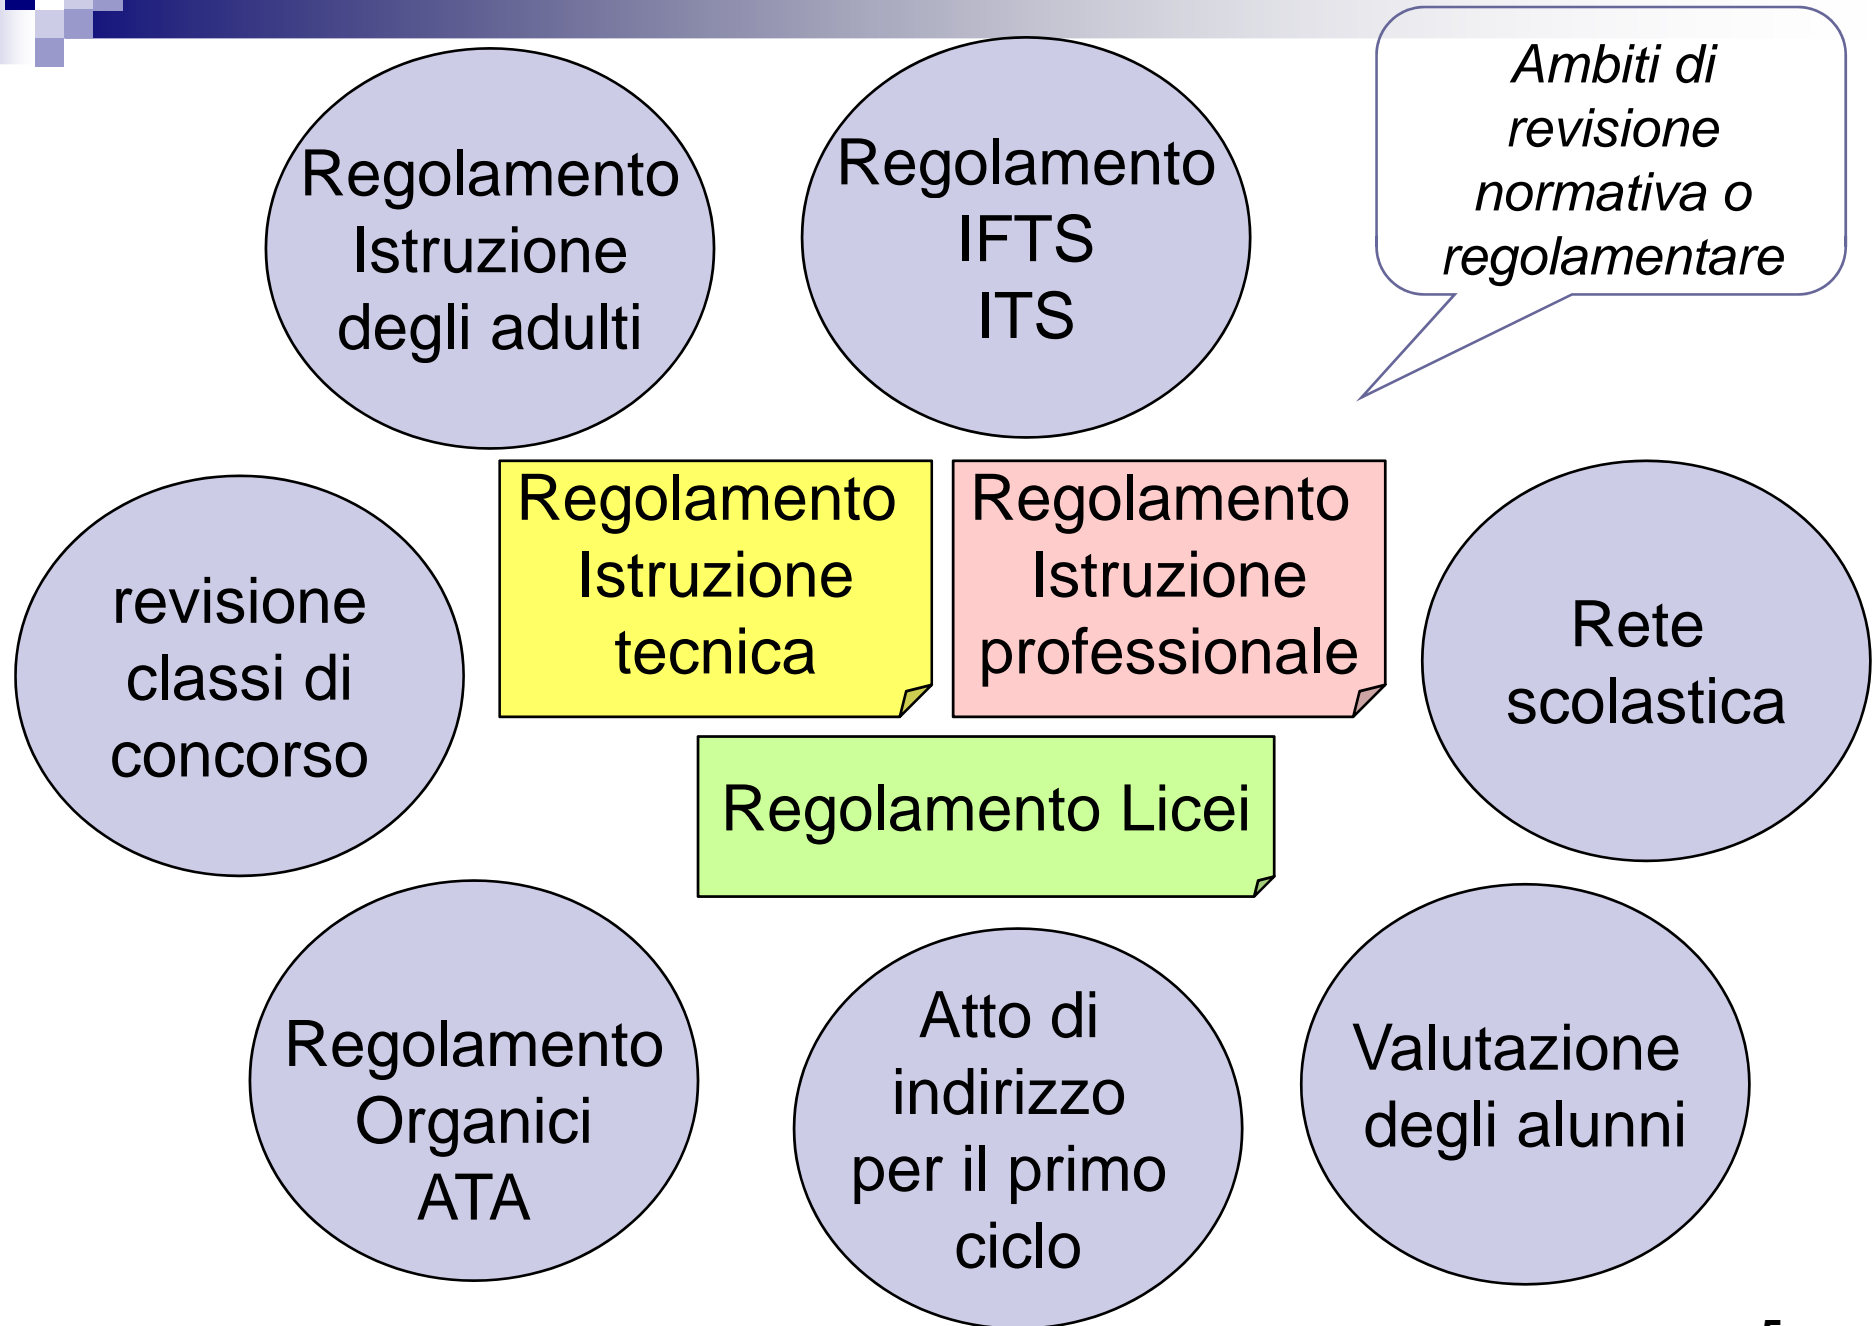 Ambiti di
revisione
normativa o
regolamentare
Regolamento
Istruzione
degli adulti
Regolamento
IFTS
ITS
Regolamento
Istruzione
tecnica
Regolamento
Istruzione
professionale
revisione
classi di
concorso
Rete
scolastica
Regolamento Licei
Regolamento
Organici
ATA
Atto di
indirizzo
per il primo
ciclo
Valutazione
degli alunni